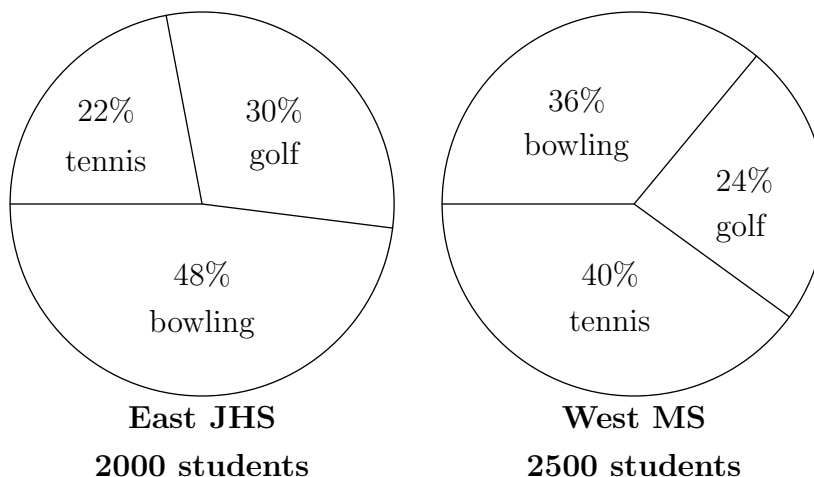 22%
tennis
30%
golf
48%
bowling
East JHS
2000 students
36%
bowling
24%
golf
40%
tennis
West MS
2500 students